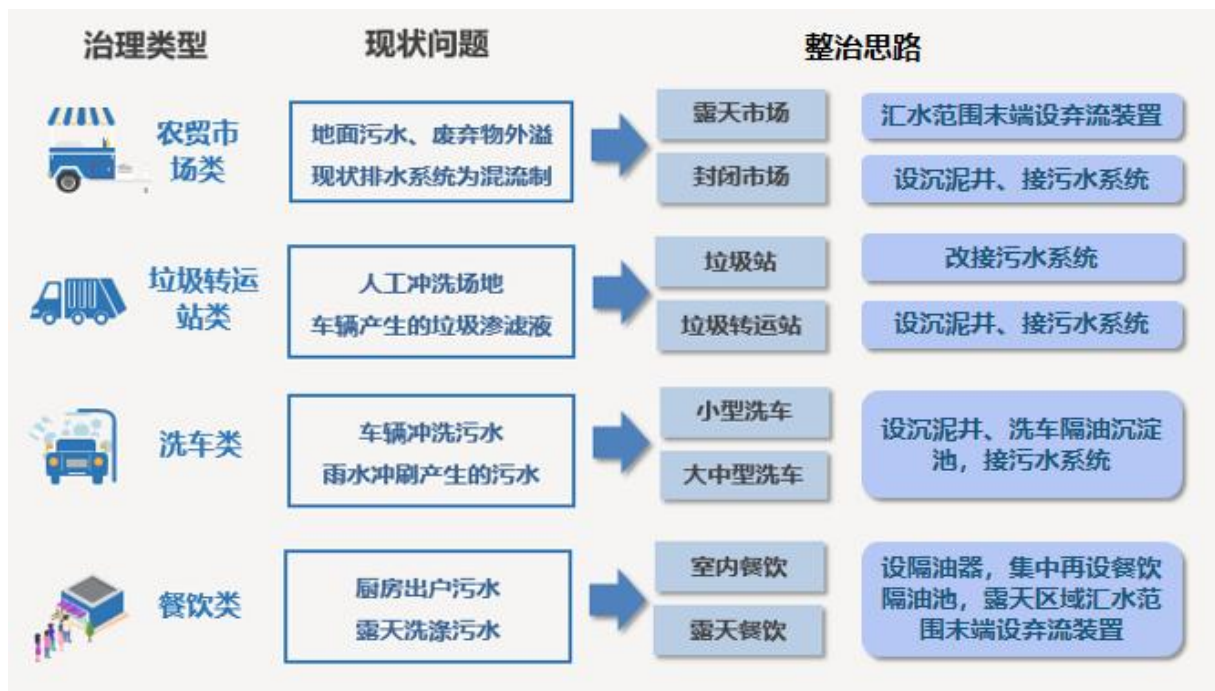 治理类型
现状问题
整治思路
农贸市
场类
地面污水、废弃物外溢
现状排水系统为混流制
露天市场
汇水范围末端设弃流装置
封闭市场
设沉泥井、接污水系统
垃圾转运
站类
人工冲洗场地
车辆产生的垃圾渗滤液
垃圾站
改接污水系统
垃圾转运站
设沉泥井、接污水系统
洗车类
车辆冲洗污水
雨水冲刷产生的污水
小型洗车
大中型洗车
设沉泥井、洗车隔油沉淀
池，接污水系统
餐饮类
厨房出户污水
露天洗涤污水
室内餐饮
露天餐饮
设隔油器，集中再设餐饮
隔油池，露天区域汇水范
围末端设弃流装置